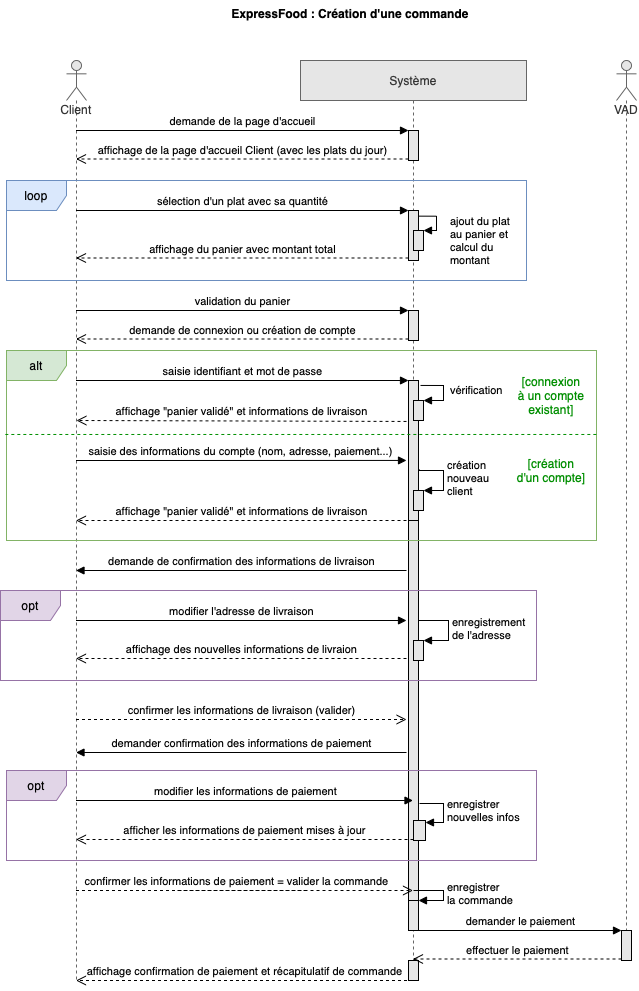 ExpressFood : Création d'une commande
Système
Client
VAD
demande de la page d'accueil
affichage de la page d'accueil Client (avec les plats du jour)
loop
sélection d'un plat avec sa quantité
ajout du plat
au panier et
calcul du
montant
affichage du panier avec montant total
validation du panier
demande de connexion ou création de compte
alt
saisie identifiant et mot de passe
vérification
[connexion
à un compte
existant]
affichage "panier validé" et informations de livraison
saisie des informations du compte (nom, adresse, paiement...)
création
nouveau
client
[création
d'un compte]
affichage "panier validé" et informations de livraison
demande de confirmation des informations de livraison
opt
modifier l'adresse de livraison
enregistrement
de l'adresse
affichage des nouvelles informations de livraion
confirmer les informations de livraison (valider)
demander confirmation des informations de paiement
opt
modifier les informations de paiement
enregistrer
nouvelles infos
afficher les informations de paiement mises à jour
confirmer les informations de paiement = valider la commande
enregistrer
la commande
demander le paiement
effectuer le paiement
affichage confirmation de paiement et récapitulatif de commande